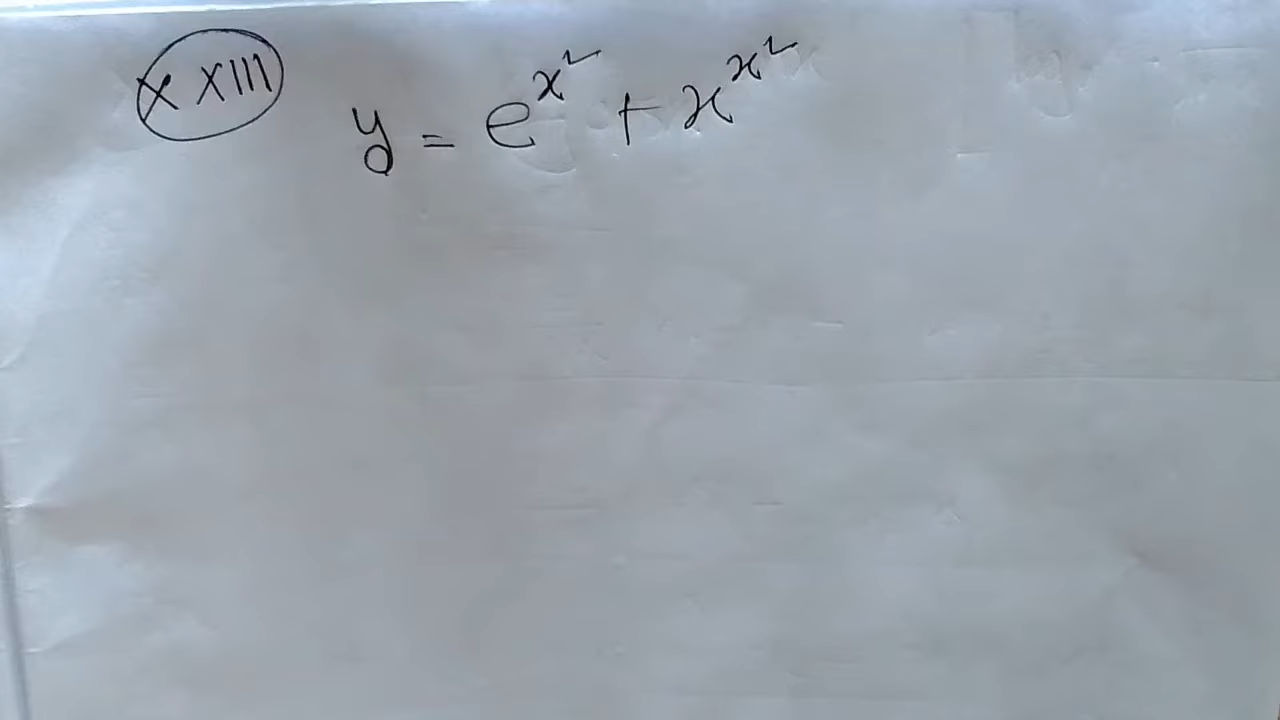 XXIII y = e^{x^2} + x^{x^2}